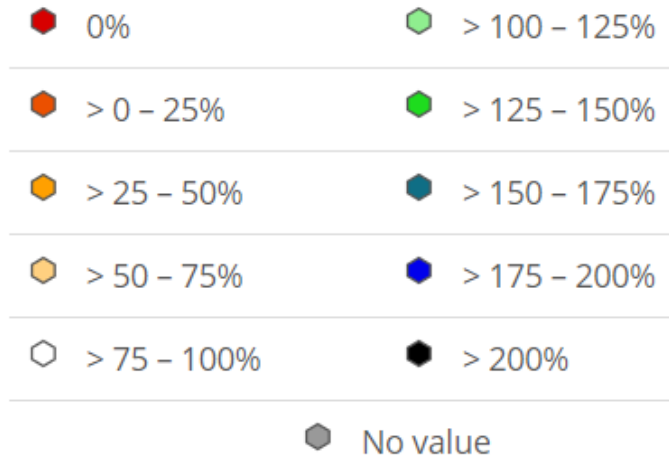 0%
> 100 – 125%
> 0 – 25%
> 125 – 150%
> 25 – 50%
> 150 – 175%
> 50 – 75%
> 175 – 200%
> 75 – 100%
> 200%
No value